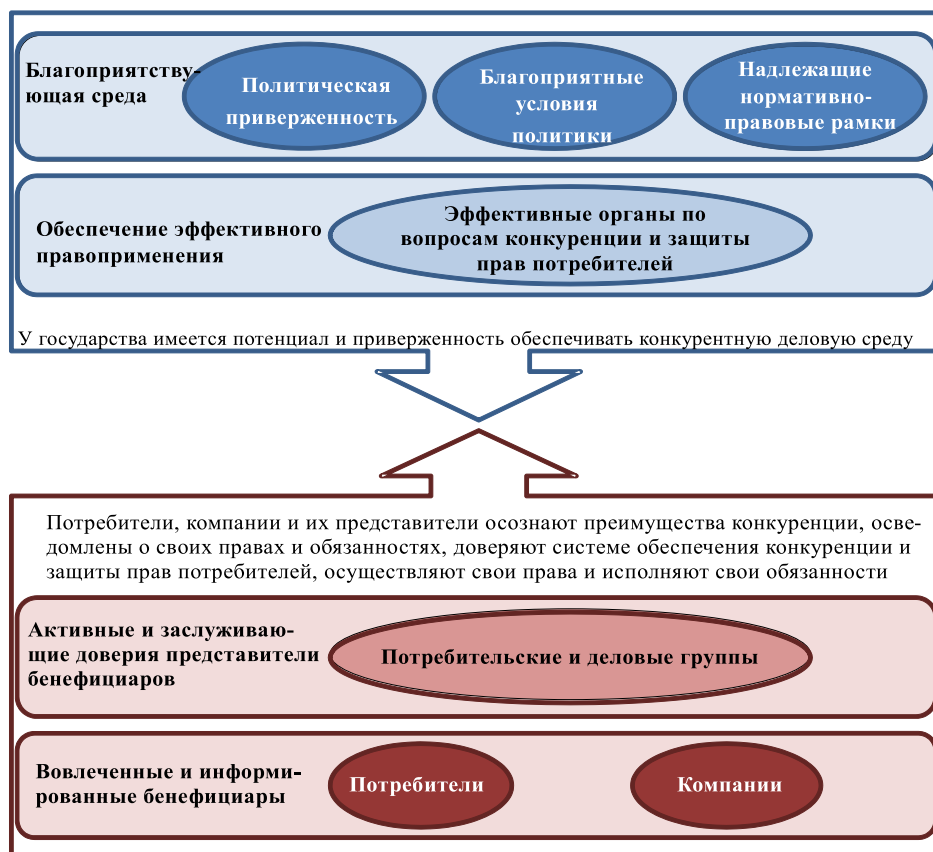 Благоприятству-
ющая среда
Политическая
приверженность
Благоприятные
условия
политики
Надлежащие
нормативно-
правовые рамки
Обеспечение эффективного
правоприменения
Эффективные органы по
вопросам конкуренции и защиты
прав потребителей
У государства имеется потенциал и приверженность обеспечивать конкурентную деловую среду
Потребители, компании и их представители осознают преимущества конкуренции, осве-
домлены о своих правах и обязанностях, доверяют системе обеспечения конкуренции и
защиты прав потребителей, осуществляют свои права и исполняют свои обязанности
Активные и заслуживаю-
щие доверия представители
бенефициаров
Потребительские и деловые группы
Вовлеченные и информи-
рованные бенефициары
Потребители
Компании